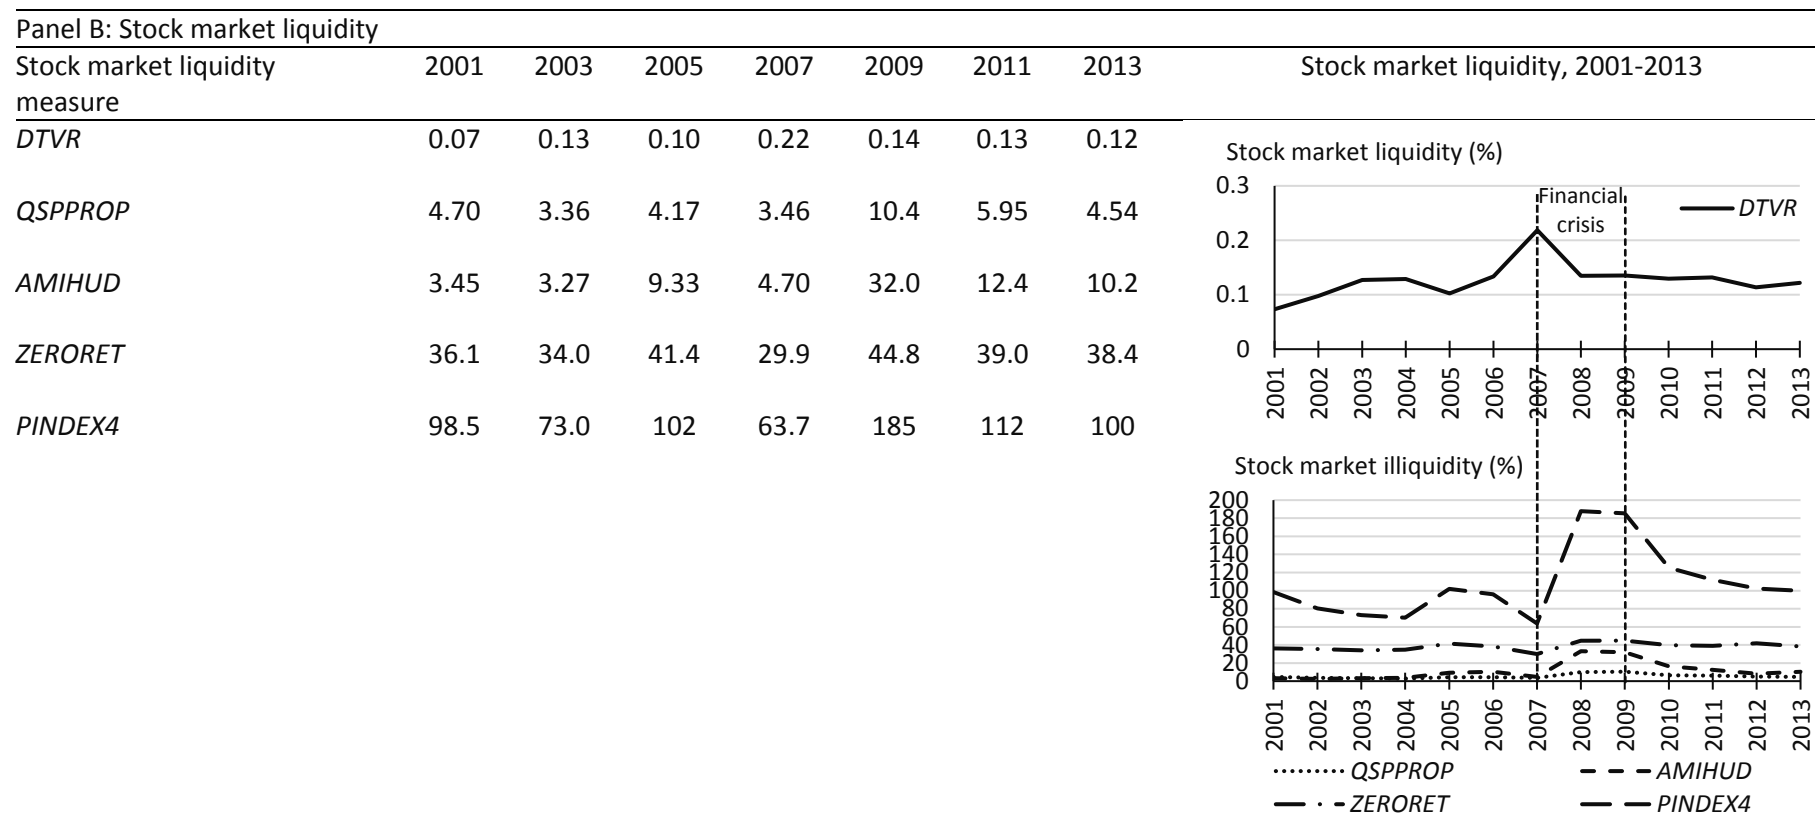 Panel B: Stock market liquidity
Stock market liquidity measure 2001 2003 2005 2007 2009 2011 2013 Stock market liquidity, 2001-2013
DTVR 0.07 0.13 0.10 0.22 0.14 0.13 0.12
QSPPROP 4.70 3.36 4.17 3.46 10.4 5.95 4.54
AMIHUD 3.45 3.27 9.33 4.70 32.0 12.4 10.2
ZERORET 36.1 34.0 41.4 29.9 44.8 39.0 38.4
PINDEX4 98.5 73.0 102 63.7 185 112 100
Stock market liquidity (%)
0.3
0.2
0.1
0
Financial
crisis
DTVR
2001 2002 2003 2004 2005 2006 2007 2008 2009 2010 2011 2012 2013
Stock market illiquidity (%)
200
180
160
140
120
100
80
60
40
20
0
2001 2002 2003 2004 2005 2006 2007 2008 2009 2010 2011 2012 2013
QSPPROP AMIHUD
ZERORET PINDEX4